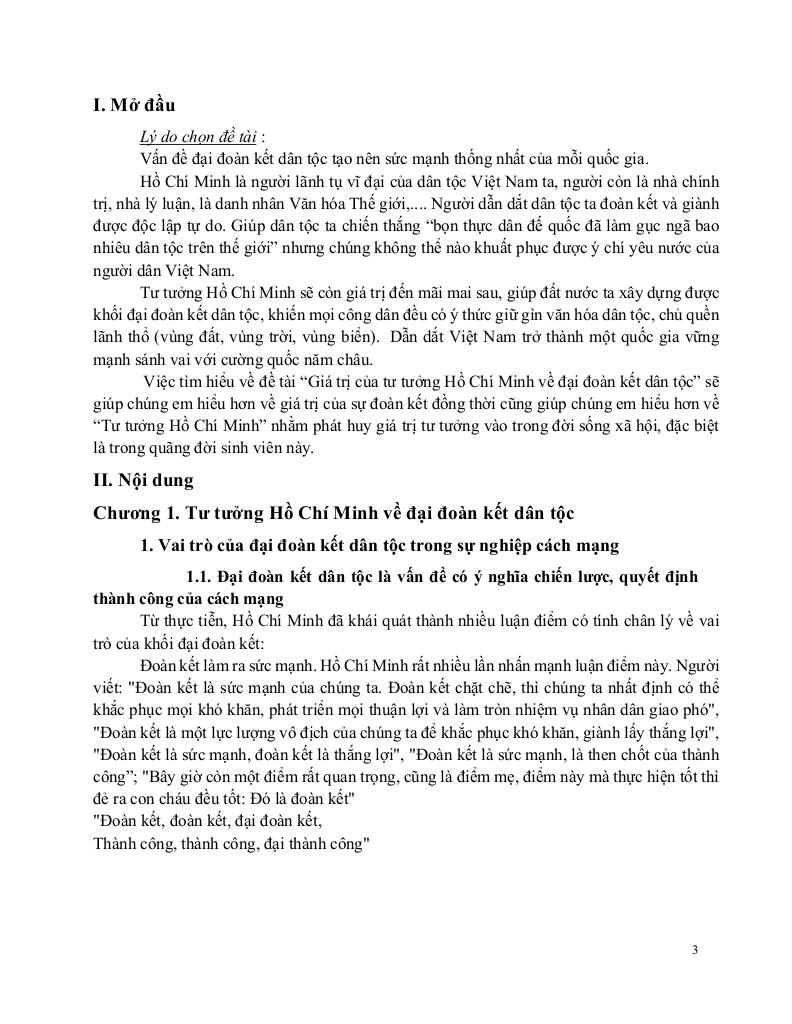 I. Mở đầu
Lý do chọn đề tài :
Vấn đề đại đoàn kết dân tộc tạo nên sức mạnh thống nhất của mỗi quốc gia.
Hồ Chí Minh là người lãnh tụ vĩ đại của dân tộc Việt Nam ta, người còn là nhà chính
trị, nhà lý luận, là danh nhân Văn hóa Thế giới,.... Người dẫn dắt dân tộc ta đoàn kết và giành
được độc lập tự do. Giúp dân tộc ta chiến thắng “bọn thực dân đế quốc đã làm gục ngã bao
nhiêu dân tộc trên thế giới” nhưng chúng không thể nào khuất phục được ý chí yêu nước của
người dân Việt Nam.
Tư tưởng Hồ Chí Minh sẽ còn giá trị đến mãi mai sau, giúp đất nước ta xây dựng được
khối đại đoàn kết dân tộc, khiến mọi công dân đều có ý thức giữ gìn văn hóa dân tộc, chủ quền
lãnh thổ (vùng đất, vùng trời, vùng biển). Dẫn dắt Việt Nam trở thành một quốc gia vững
mạnh sánh vai với cường quốc năm châu.
Việc tìm hiểu về đề tài “Giá trị của tư tưởng Hồ Chí Minh về đại đoàn kết dân tộc” sẽ
giúp chúng em hiểu hơn về giá trị của sự đoàn kết đồng thời cũng giúp chúng em hiểu hơn về
“Tư tưởng Hồ Chí Minh” nhằm phát huy giá trị tư tưởng vào trong đời sống xã hội, đặc biệt
là trong quãng đời sinh viên này.
II. Nội dung
Chương 1. Tư tưởng Hồ Chí Minh về đại đoàn kết dân tộc
1. Vai trò của đại đoàn kết dân tộc trong sự nghiệp cách mạng
1.1. Đại đoàn kết dân tộc là vấn đề có ý nghĩa chiến lược, quyết định
thành công của cách mạng
Từ thực tiễn, Hồ Chí Minh đã khái quát thành nhiều luận điểm có tính chân lý về vai
trò của khối đại đoàn kết:
Đoàn kết làm ra sức mạnh. Hồ Chí Minh rất nhiều lần nhấn mạnh luận điểm này. Người
viết: "Đoàn kết là sức mạnh của chúng ta. Đoàn kết chặt chẽ, thì chúng ta nhất định có thể
khắc phục mọi khó khăn, phát triển mọi thuận lợi và làm tròn nhiệm vụ nhân dân giao phó",
"Đoàn kết là một lực lượng vô địch của chúng ta để khắc phục khó khăn, giành lấy thắng lợi",
"Đoàn kết là sức mạnh, đoàn kết là thắng lợi", "Đoàn kết là sức mạnh, là then chốt của thành
công”; "Bây giờ còn một điểm rất quan trọng, cũng là điểm mẹ, điểm này mà thực hiện tốt thì
đẻ ra con cháu đều tốt: Đó là đoàn kết"
"Đoàn kết, đoàn kết, đại đoàn kết,
Thành công, thành công, đại thành công"
3